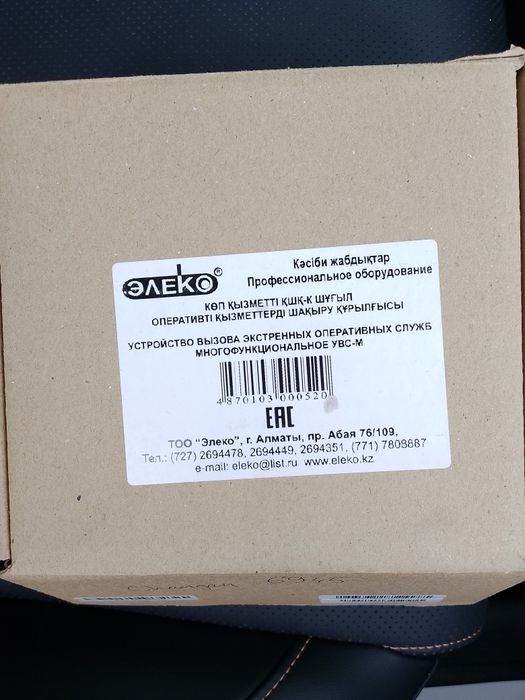 ЭЛЕКО®
Кәсіби жабдықтар
Профессиональное оборудование
КӨП ҚЫЗМЕТТІ ҚШҚ-К ШҰҒЫЛ
ОПЕРАТИВТІ ҚЫЗМЕТТЕРДІ ШАҚЫРУ ҚҰРЫЛҒЫСЫ
УСТРОЙСТВО ВЫЗОВА ЭКСТРЕННЫХ ОПЕРАТИВНЫХ СЛУЖБ
МНОГОФУНКЦИОНАЛЬНОЕ УВС-М
4870103000520
ЕАС
ТОО "Элеко", г. Алматы, пр. Абая 76/109,
Тел.: (727) 2694478, 2694449, 2694351, (771) 7808887
e-mail: eleko@list.ru www.eleko.kz